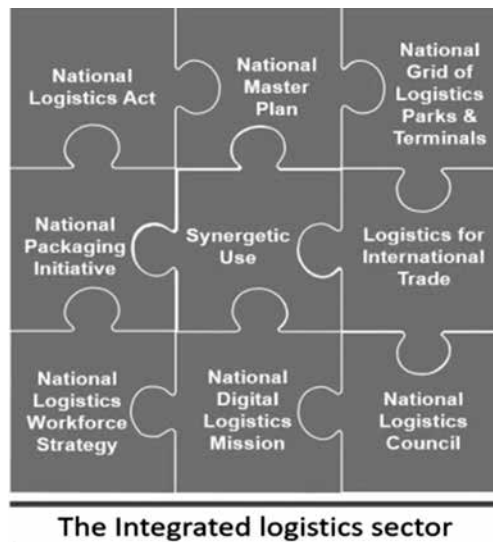 National
Logistics Act
National
Master
Plan
National
Grid of
Logistics
Parks &
Terminals
National
Packaging
Initiative
Synergetic
Use
Logistics for
International
Trade
National
Logistics
Workforce
Strategy
National
Digital
Logistics
Mission
National
Logistics
Council
The Integrated logistics sector